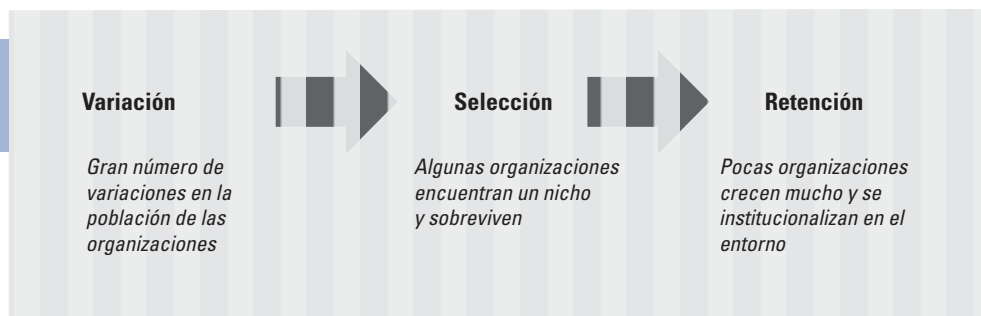 Variación
Gran número de
variaciones en la
población de las
organizaciones
Selección
Algunas organizaciones
encuentran un nicho
y sobreviven
Retención
Pocas organizaciones
crecen mucho y se
institucionalizan en el
entorno